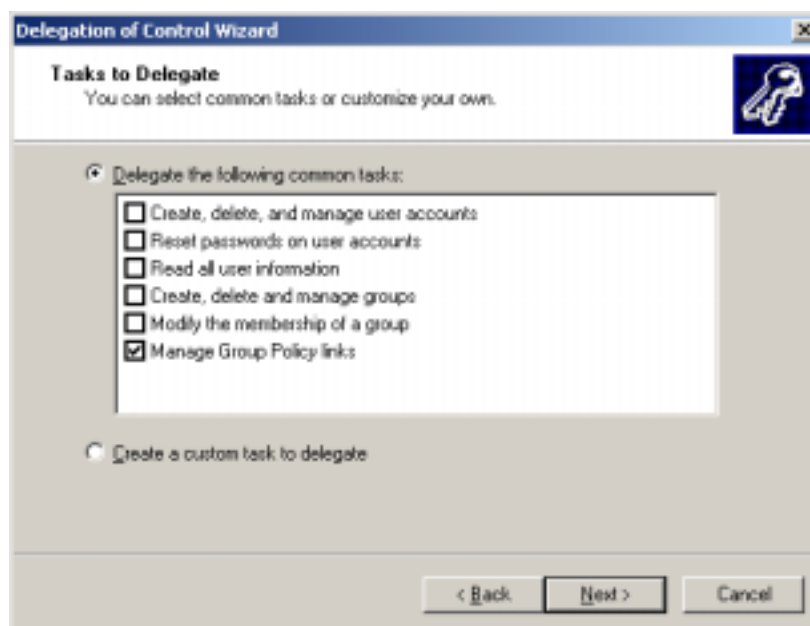 Delegation of Control Wizard
Tasks to Delegate
You can select common tasks or customize your own.
Delegate the following common tasks:
Create, delete, and manage user accounts
Reset passwords on user accounts
Read all user information
Create, delete and manage groups
Modify the membership of a group
Manage Group Policy links
Create a custom task to delegate
< Back Next > Cancel